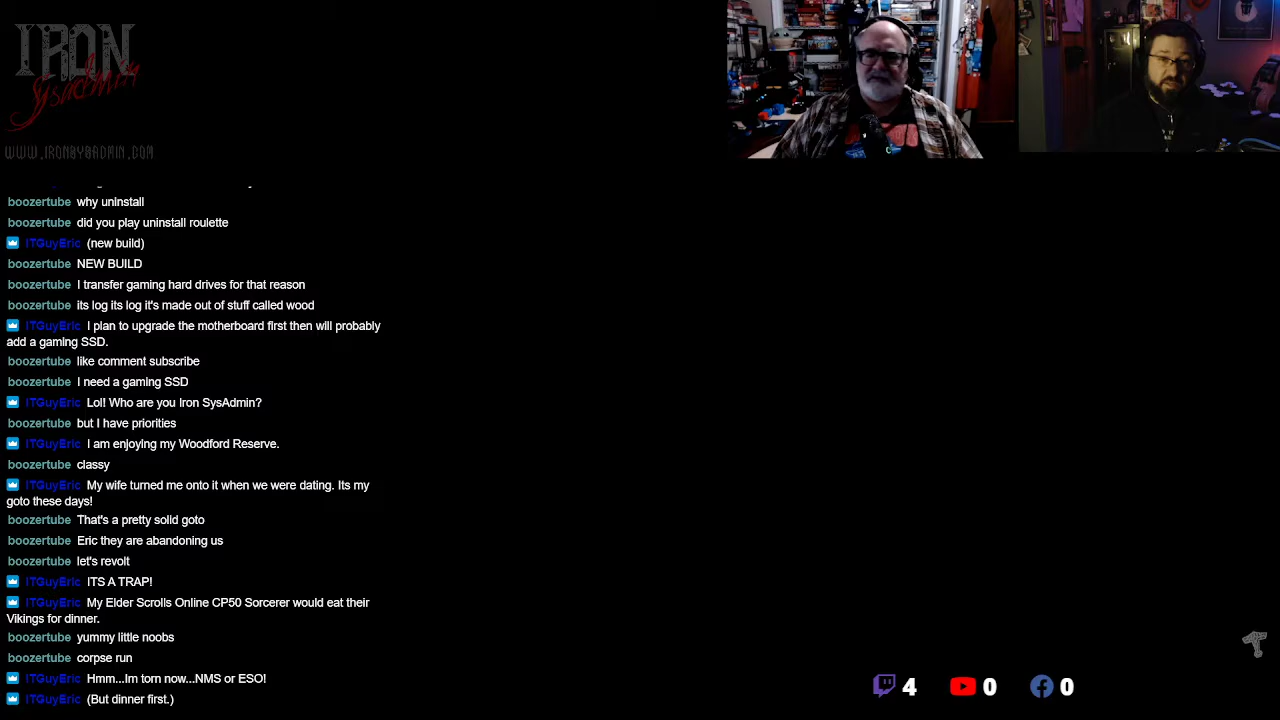 IRON
Sysadmin
WWW.IRONSYSADMIN.COM
boozertube why uninstall
boozertube did you play uninstall roulette
ITGuyEric (new build)
boozertube NEW BUILD
boozertube I transfer gaming hard drives for that reason
boozertube its log its log it's made out of stuff called wood
ITGuyEric I plan to upgrade the motherboard first then will probably
add a gaming SSD.
boozertube like comment subscribe
boozertube I need a gaming SSD
ITGuyEric Lol! Who are you Iron SysAdmin?
boozertube but I have priorities
ITGuyEric I am enjoying my Woodford Reserve.
boozertube classy
ITGuyEric My wife turned me onto it when we were dating. Its my
goto these days!
boozertube That's a pretty solid goto
boozertube Eric they are abandoning us
boozertube let's revolt
ITGuyEric ITS A TRAP!
ITGuyEric My Elder Scrolls Online CP50 Sorcerer would eat their
Vikings for dinner.
boozertube yummy little noobs
boozertube corpse run
ITGuyEric Hmm...Im torn now...NMS or ESO!
ITGuyEric (But dinner first.)
4 0 0